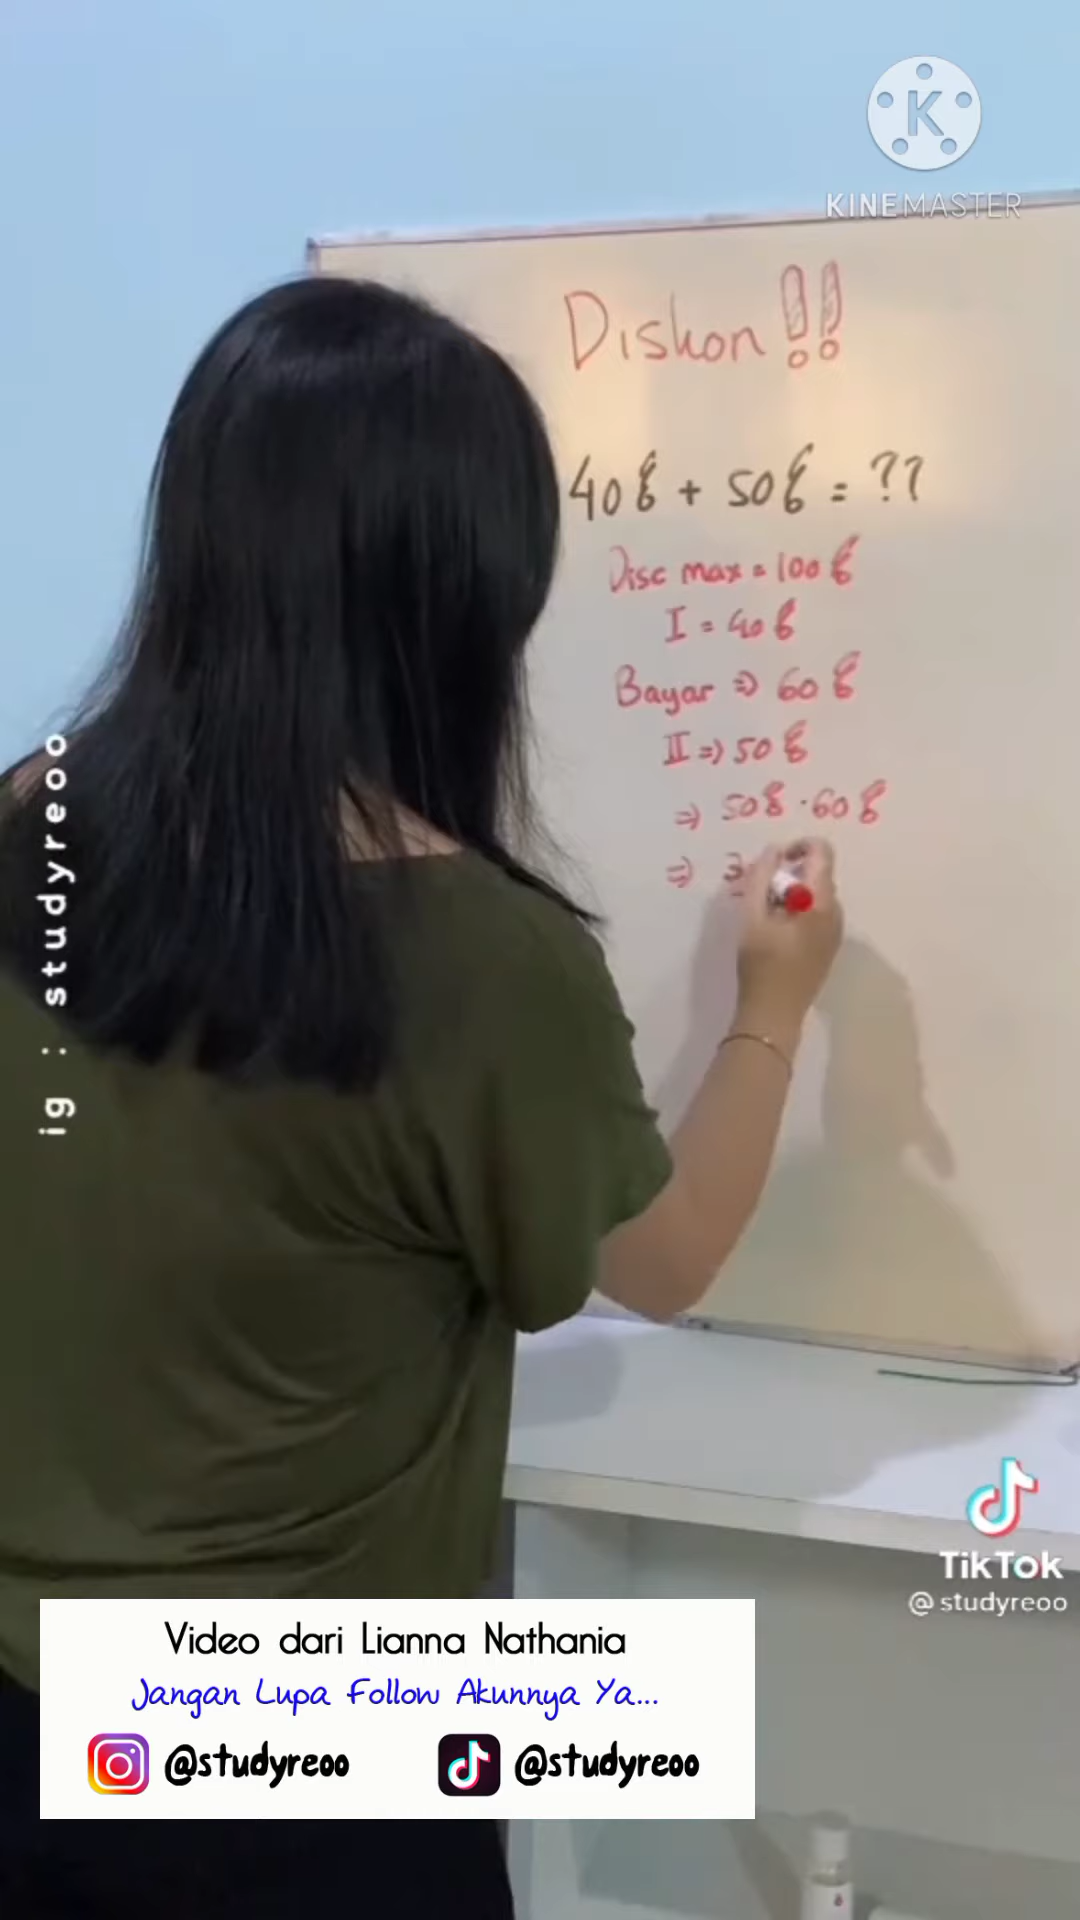 KINEMASTER
Diskon !!
40% + 50% = ??
Disc max = 100%
I = 40%
Bayar => 60%
II => 50%
=> 50% . 60%
=> 3
ig : studyreoo
TikTok
@studyreoo
Video dari Lianna Nathania
Jangan Lupa Follow Akunnya Ya...
@studyreoo @studyreoo